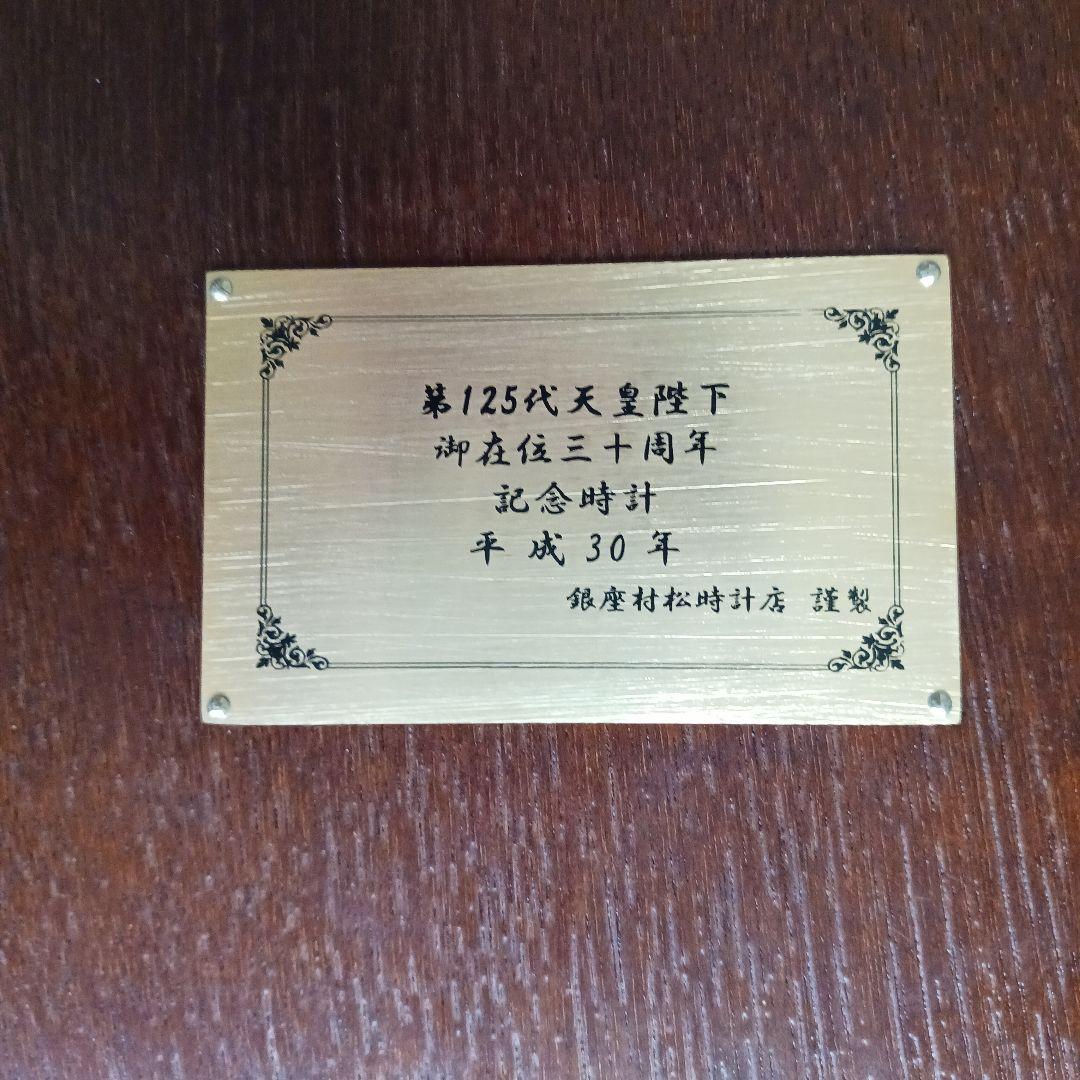 第125代天皇陛下
御在位三十周年
記念時計
平成30年
銀座村松時計店 謹製